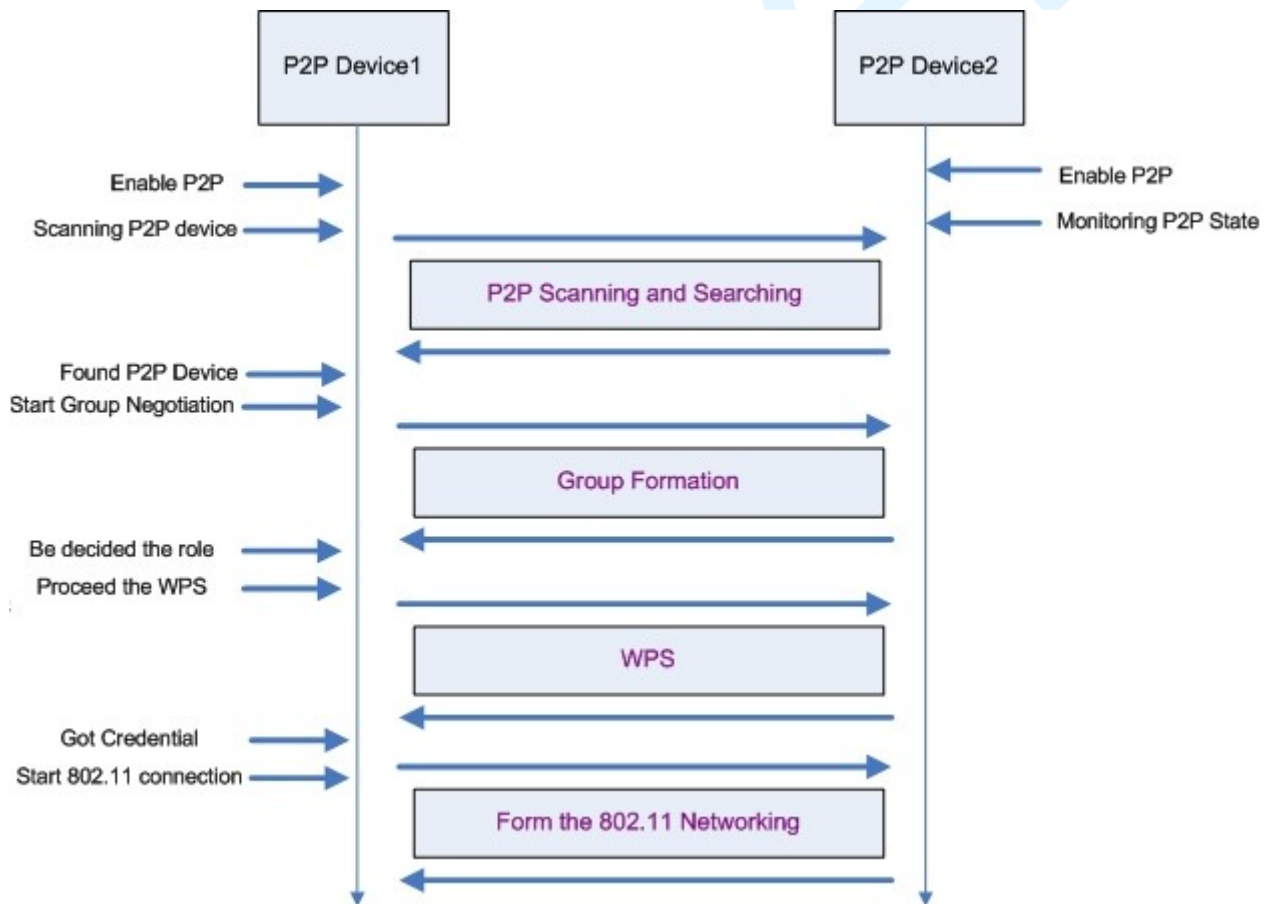 P2P Device1
P2P Device2
Enable P2P
Enable P2P
Scanning P2P device
Monitoring P2P State
P2P Scanning and Searching
Found P2P Device
Start Group Negotiation
Group Formation
Be decided the role
Proceed the WPS
WPS
Got Credential
Start 802.11 connection
Form the 802.11 Networking